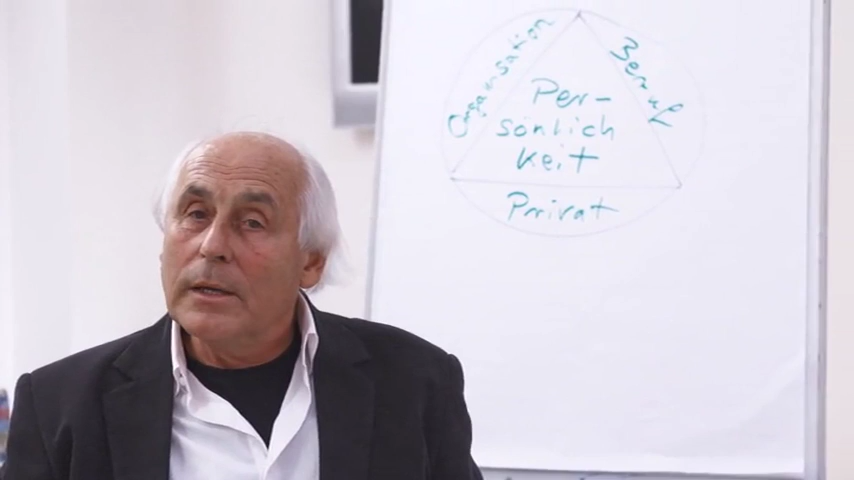 Organisation
Beruf
Per-
sönlich
keit
Privat